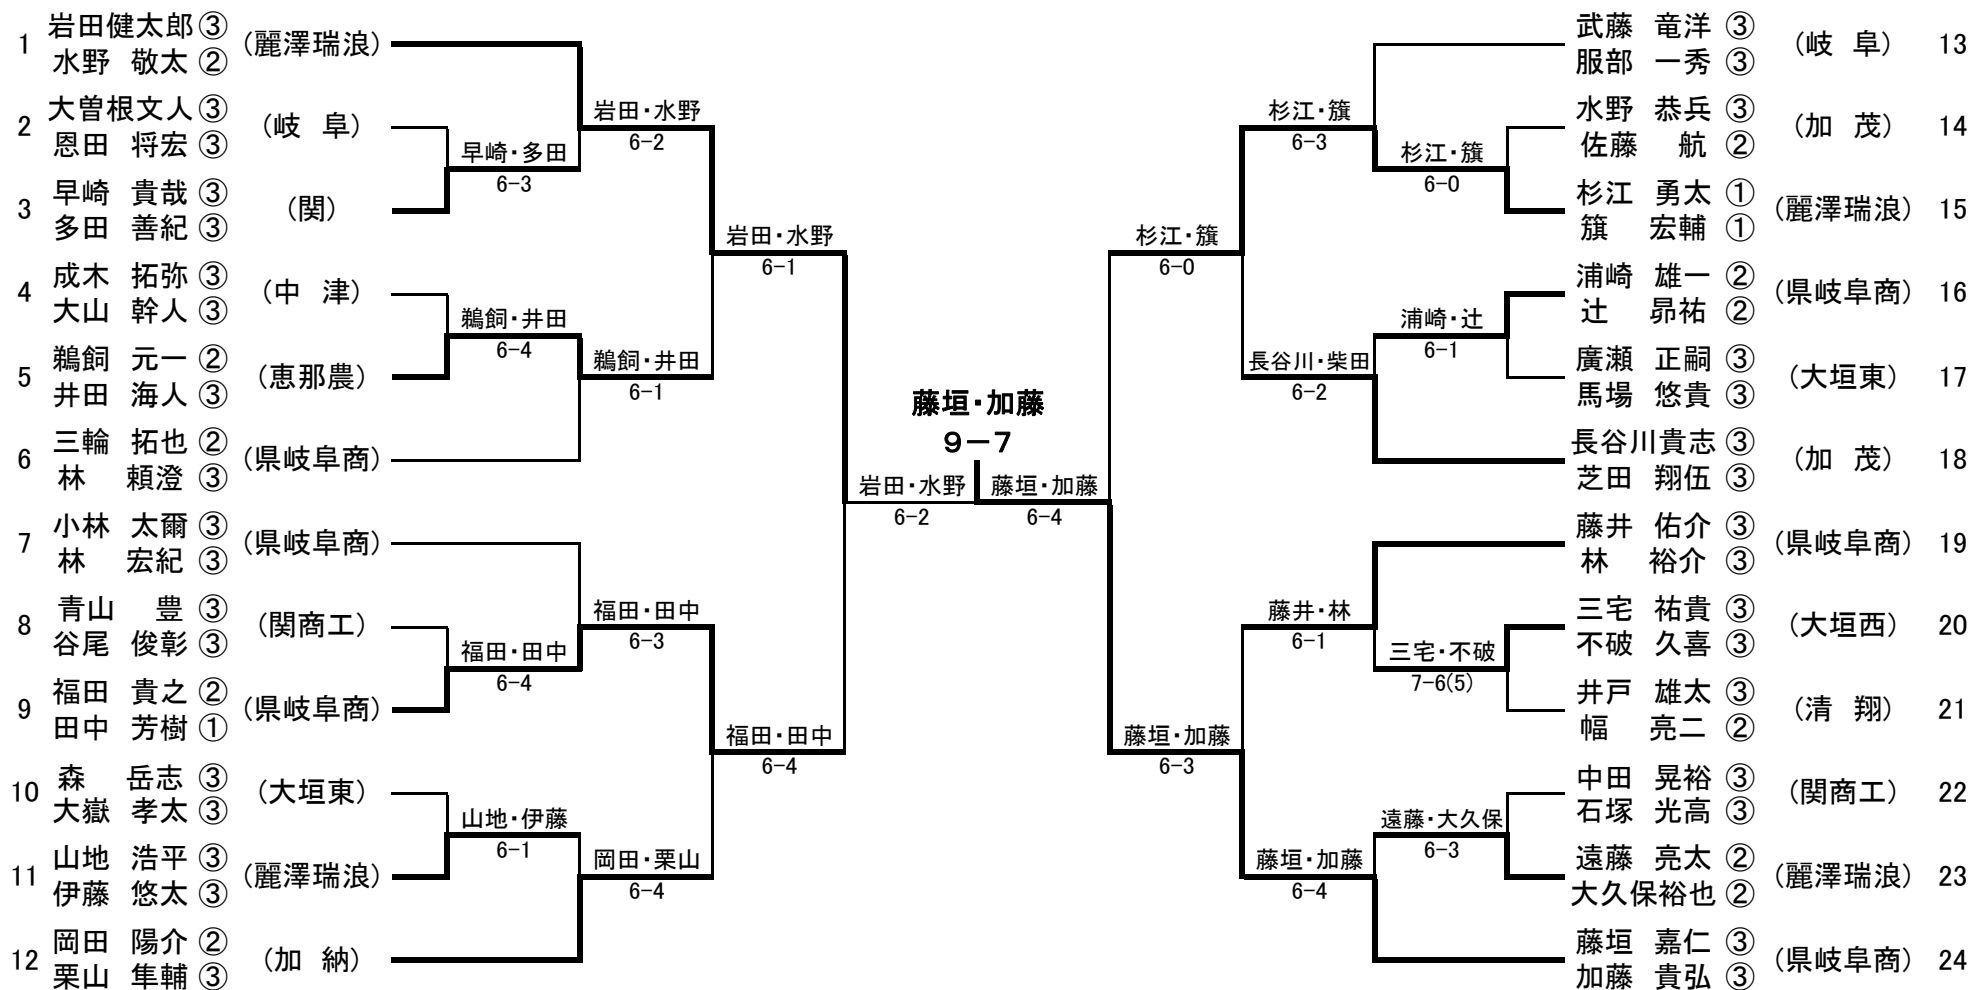 1 岩田健太郎 ③ (麗澤瑞浪)
水野 敬太 ②
2 大曽根文人 ③ (岐 阜)
恩田 将宏 ③
3 早崎 貴哉 ③ (関)
多田 善紀 ③
4 成木 拓弥 ③ (中 津)
大山 幹人 ③
5 鵜飼 元一 ② (恵那農)
井田 海人 ③
6 三輪 拓也 ② (県岐阜商)
林 頼澄 ③
7 小林 太爾 ③ (県岐阜商)
林 宏紀 ③
8 青山 豊 ③ (関商工)
谷尾 俊彰 ③
9 福田 貴之 ② (県岐阜商)
田中 芳樹 ①
10 森 岳志 ③ (大垣東)
大嶽 孝太 ③
11 山地 浩平 ③ (麗澤瑞浪)
伊藤 悠太 ③
12 岡田 陽介 ② (加 納)
栗山 隼輔 ③
早崎・多田
6-3
鵜飼・井田
6-4
福田・田中
6-4
山地・伊藤
6-1
岩田・水野
6-2
鵜飼・井田
6-1
福田・田中
6-3
岡田・栗山
6-4
岩田・水野
6-1
福田・田中
6-4
岩田・水野
6-2
藤垣・加藤
9-7
藤垣・加藤
6-4
杉江・籏
6-0
藤垣・加藤
6-3
杉江・籏
6-3
長谷川・柴田
6-2
藤井・林
6-1
藤垣・加藤
6-4
杉江・籏
6-0
浦崎・辻
6-1
三宅・不破
7-6(5)
遠藤・大久保
6-3
武藤 竜洋 ③ (岐 阜) 13
服部 一秀 ③
水野 恭兵 ③ (加 茂) 14
佐藤 航 ②
杉江 勇太 ① (麗澤瑞浪) 15
籏 宏輔 ①
浦崎 雄一 ② (県岐阜商) 16
辻 昴祐 ②
廣瀬 正嗣 ③ (大垣東) 17
馬場 悠貴 ③
長谷川貴志 ③ (加 茂) 18
芝田 翔伍 ③
藤井 佑介 ③ (県岐阜商) 19
林 裕介 ③
三宅 祐貴 ③ (大垣西) 20
不破 久喜 ③
井戸 雄太 ③ (清 翔) 21
幅 亮二 ②
中田 晃裕 ③ (関商工) 22
石塚 光高 ③
遠藤 亮太 ② (麗澤瑞浪) 23
大久保裕也 ②
藤垣 嘉仁 ③ (県岐阜商) 24
加藤 貴弘 ③